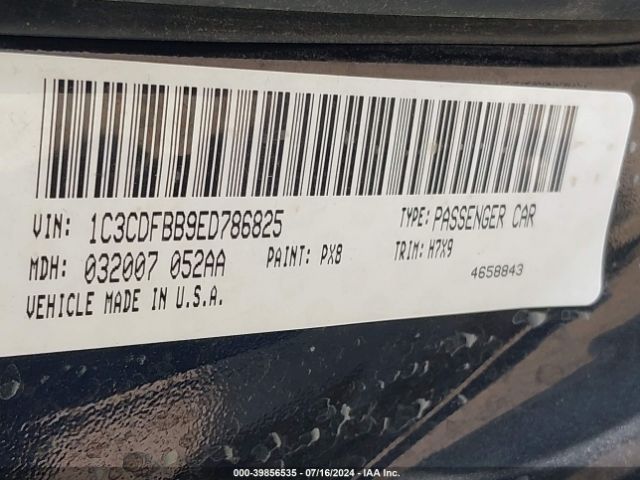 VIN: 1C3CDFBB9ED786825 TYPE: PASSENGER CAR
MDH: 032007 052AA PAINT: PX8 TRIM: H7X9
VEHICLE MADE IN U.S.A. 4658843
000-39856535 - 07/16/2024 - IAA Inc.